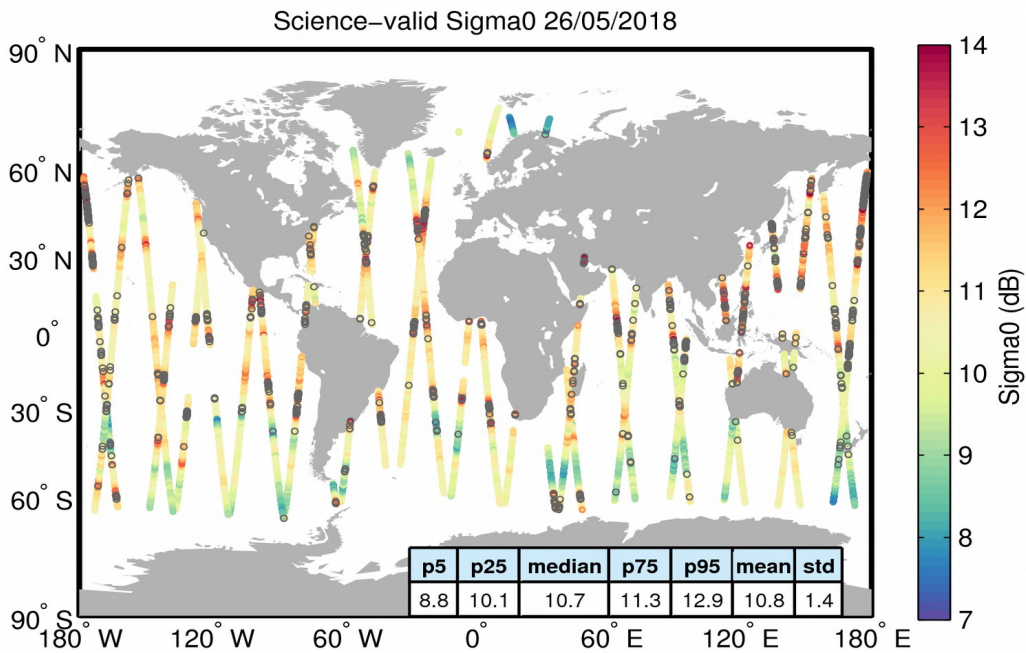 Science−valid Sigma0 26/05/2018
90° N
60° N
30° N
0°
30° S
60° S
90° S
180° W
120° W
60° W
0°
60° E
120° E
180° E
p5 p25 median p75 p95 mean std
8.8 10.1 10.7 11.3 12.9 10.8 1.4
14
13
12
11
10
9
8
7
Sigma0 (dB)